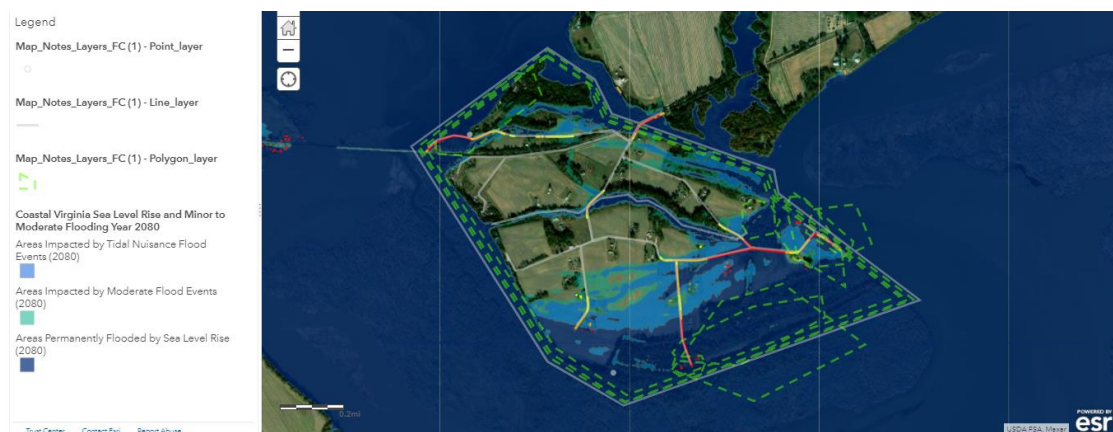 Legend
Map_Notes_Layers_FC (1) - Point_layer
Map_Notes_Layers_FC (1) - Line_layer
Map_Notes_Layers_FC (1) - Polygon_layer
Coastal Virginia Sea Level Rise and Minor to
Moderate Flooding Year 2080
Areas Impacted by Tidal Nuisance Flood
Events (2080)
Areas Impacted by Moderate Flood Events
(2080)
Areas Permanently Flooded by Sea Level Rise
(2080)
Trust Center Contact Esri Report Abuse
0.2mi
POWERED BY
esri
USDA FSA, Maxar